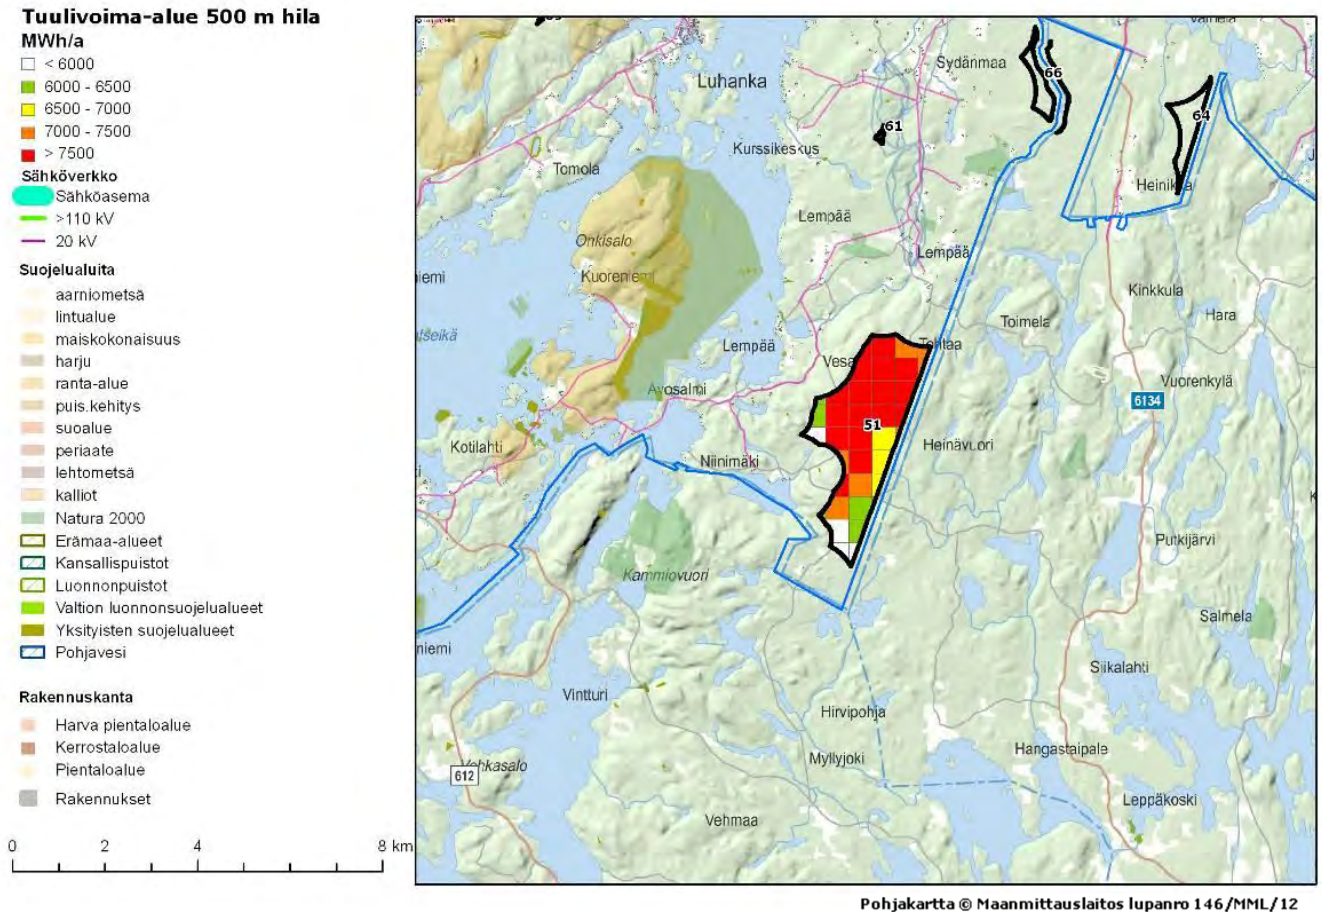 Tuulivoima-alue 500 m hila
MWh/a
< 6000
6000 - 6500
6500 - 7000
7000 - 7500
> 7500
Sähköverkko
Sähköasema
>110 kV
20 kV
Suojelualuita
aarniometsä
lintualue
maiskokonaisuus
harju
ranta-alue
puis.kehitys
suoalue
periaate
lehtometsä
kalliot
Natura 2000
Erämaa-alueet
Kansallispuistot
Luonnonpuistot
Valtion luonnonsuojelualueet
Yksityisten suojelualueet
Pohjavesi
Rakennuskanta
Harva pientaloalue
Kerrostaloalue
Pientaloalue
Rakennukset
0 2 4 8 km
Sydänmaa
66
Luhanka
64
61
Kurssikeskus
Tomola
Heinikka
Lempää
Onkisalo
Lempää
Kuoreniemi
iemi
Kinkkula
Hara
Toimela
Lempää
Vesa
Vuorenkylä
Avosalmi
6134
51
Kotilahti
Heinävuori
Niinimäki
Putkijärvi
Kammiovuori
Salmela
niemi
Siikalahti
Vintturi
Hirvipohja
Hangastaipale
Myllyjoki
612
Leppäkoski
Vehmaa
Pohjakartta © Maanmittauslaitos lupanro 146/MML/12